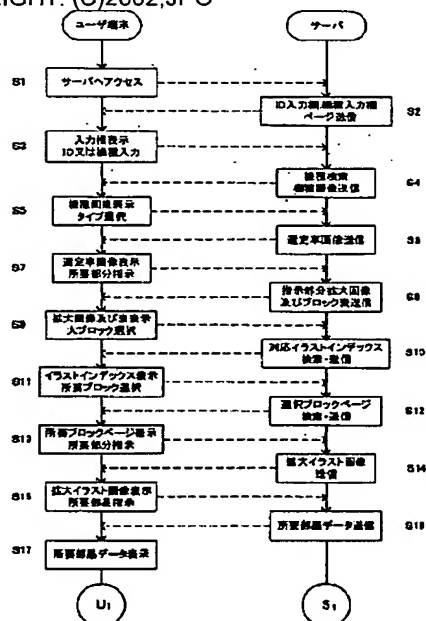 RIGHT: (C)2002,JPO
ユーザ端末
サーバ
S1
サーバへアクセス
ID入力欄,機種入力欄
ページ送信
S2
S3
入力欄表示
ID又は機種入力
機種検索
機種画像送信
S4
S5
機種画像表示
タイプ選択
選定車画像送信
S6
S7
選定車画像表示
所要部分指示
指示部分拡大画像
及びブロック表送信
S8
S9
拡大画像及び表表示
大ブロック選択
対応イラストインデックス
検索・送信
S10
S11
イラストインデックス表示
所要ブロック選択
選択ブロックページ
検索・送信
S12
S13
所要ブロックページ表示
所要部分指示
拡大イラスト画像
送信
S14
S15
拡大イラスト画像表示
所要部品指示
所要部品データ送信
S16
S17
所要部品データ表示
U1
S1